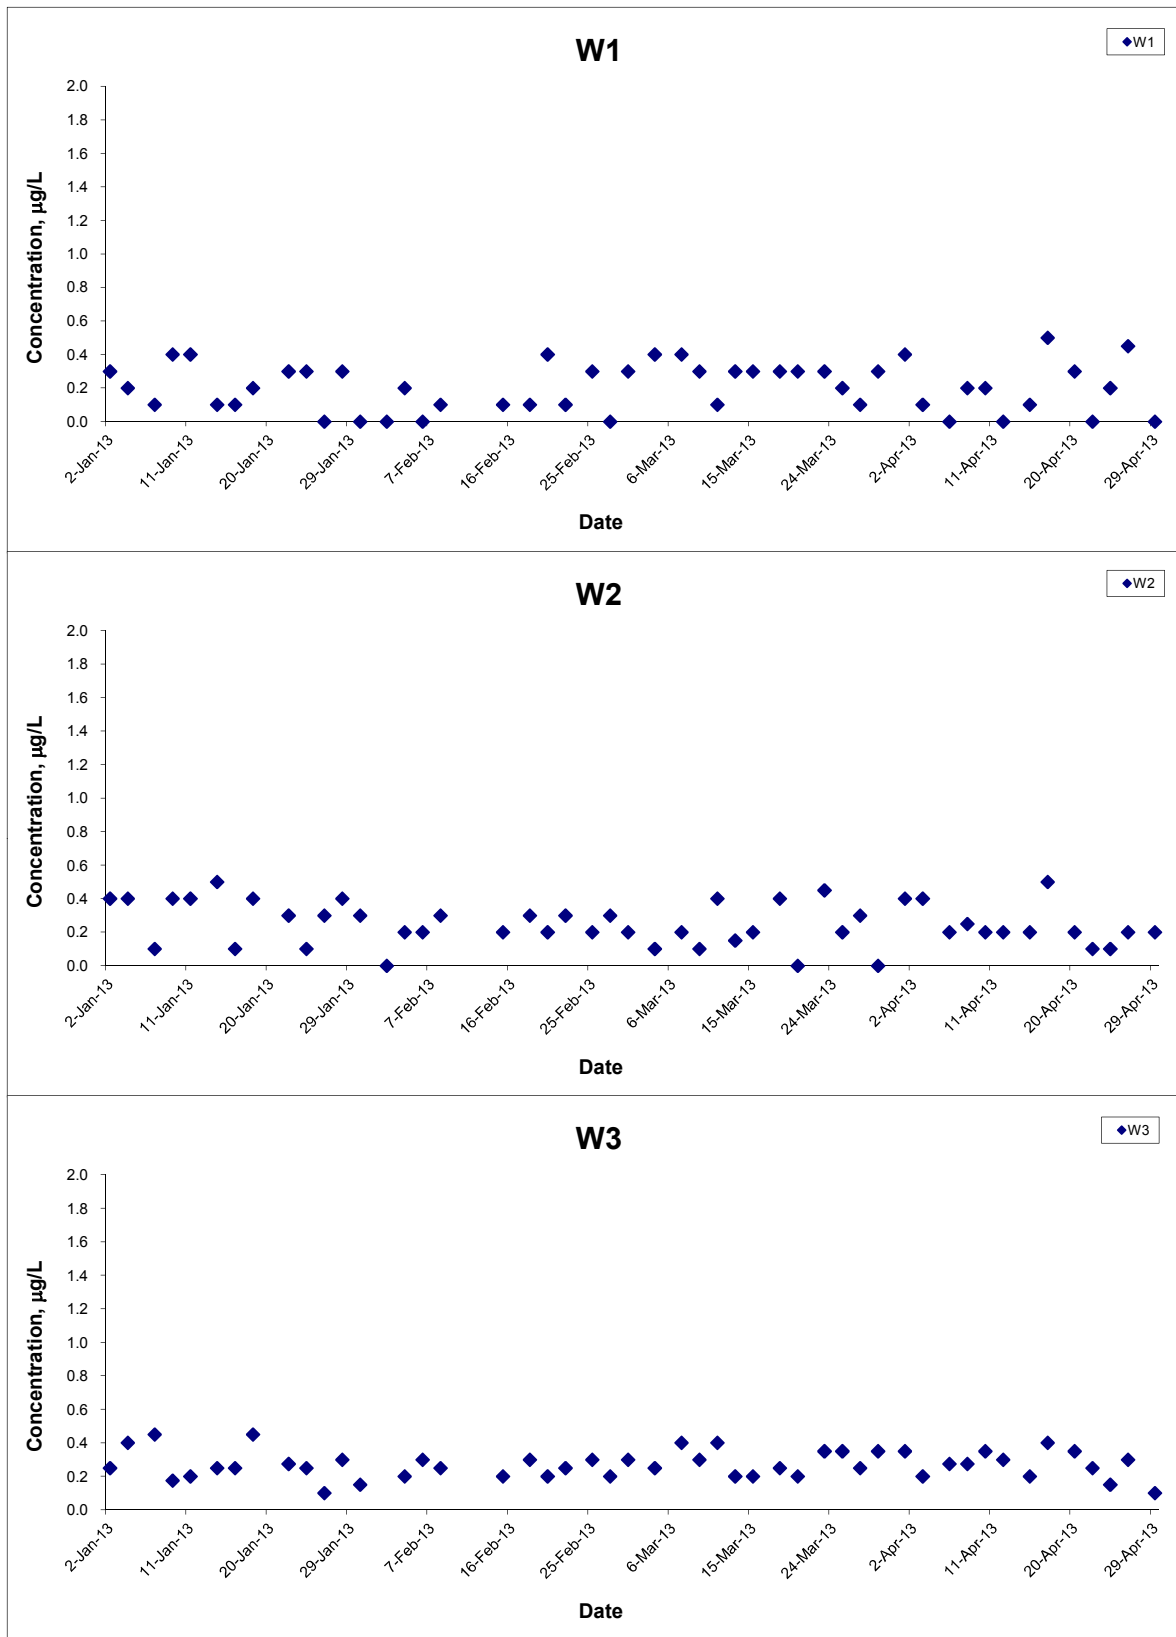 W1
W1
2.0
1.8
1.6
1.4
1.2
1.0
0.8
0.6
0.4
0.2
0.0
Concentration, µg/L
2-Jan-13
11-Jan-13
20-Jan-13
29-Jan-13
7-Feb-13
16-Feb-13
25-Feb-13
6-Mar-13
15-Mar-13
24-Mar-13
2-Apr-13
11-Apr-13
20-Apr-13
29-Apr-13
Date
W2
W2
2.0
1.8
1.6
1.4
1.2
1.0
0.8
0.6
0.4
0.2
0.0
Concentration, µg/L
2-Jan-13
11-Jan-13
20-Jan-13
29-Jan-13
7-Feb-13
16-Feb-13
25-Feb-13
6-Mar-13
15-Mar-13
24-Mar-13
2-Apr-13
11-Apr-13
20-Apr-13
29-Apr-13
Date
W3
W3
2.0
1.8
1.6
1.4
1.2
1.0
0.8
0.6
0.4
0.2
0.0
Concentration, µg/L
2-Jan-13
11-Jan-13
20-Jan-13
29-Jan-13
7-Feb-13
16-Feb-13
25-Feb-13
6-Mar-13
15-Mar-13
24-Mar-13
2-Apr-13
11-Apr-13
20-Apr-13
29-Apr-13
Date